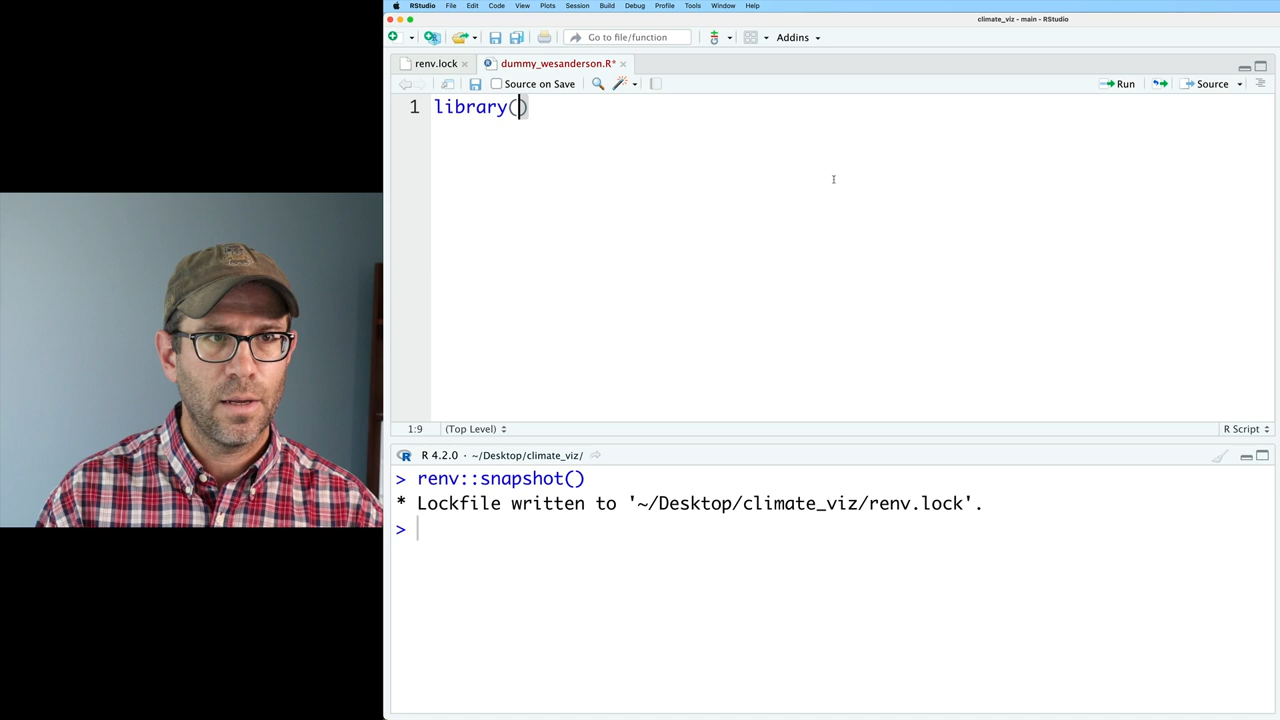 RStudio File Edit Code View Plots Session Build Debug Profile Tools Window Help
climate_viz - main - RStudio
Go to file/function Addins
renv.lock dummy_wesanderson.R*
Source on Save Run Source
1 library()
1:9 (Top Level) R Script
R 4.2.0 · ~/Desktop/climate_viz/
> renv::snapshot()
* Lockfile written to '~/Desktop/climate_viz/renv.lock'.
>